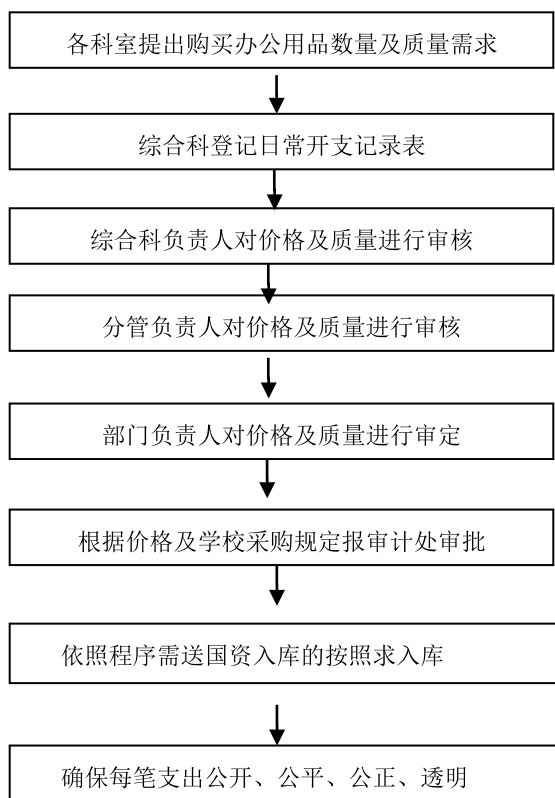 各科室提出购买办公用品数量及质量需求
综合科登记日常开支记录表
综合科负责人对价格及质量进行审核
分管负责人对价格及质量进行审核
部门负责人对价格及质量进行审定
根据价格及学校采购规定报审计处审批
依照程序需送国资入库的按照求入库
确保每笔支出公开、公平、公正、透明